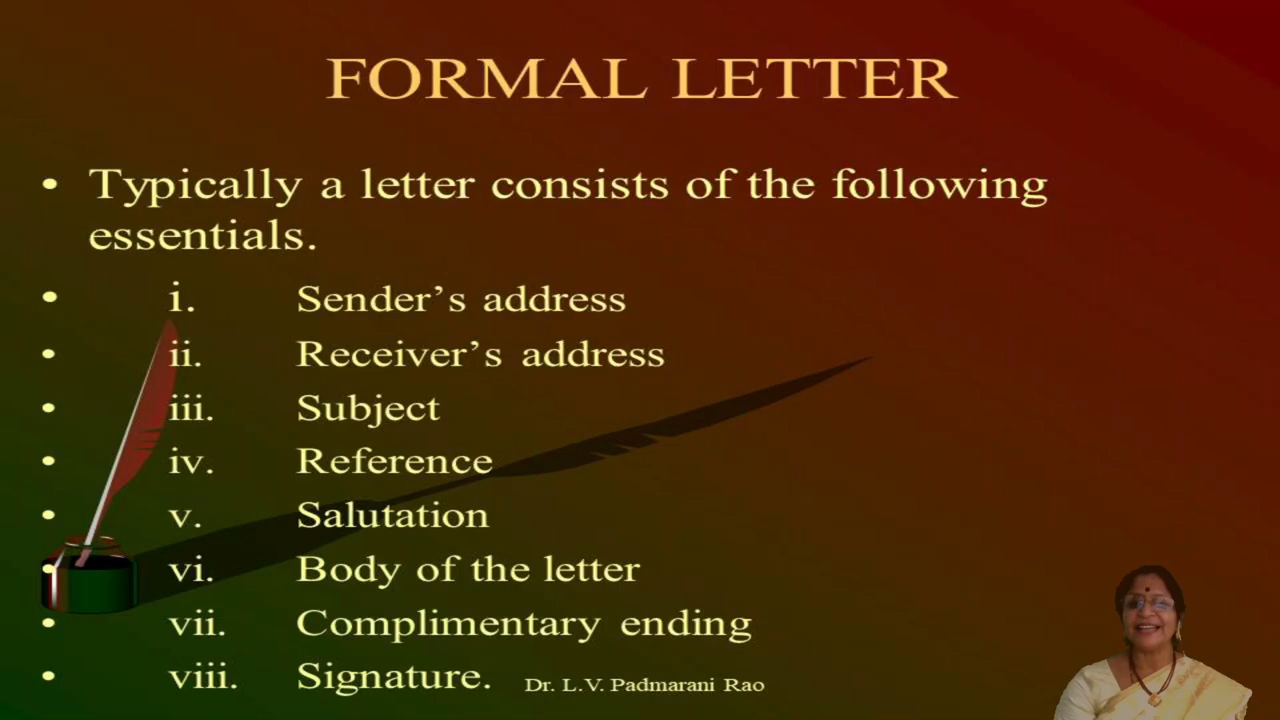 FORMAL LETTER
• Typically a letter consists of the following
essentials.
• i. Sender’s address
• ii. Receiver’s address
• iii. Subject
• iv. Reference
• v. Salutation
• vi. Body of the letter
• vii. Complimentary ending
• viii. Signature.
Dr. L.V. Padmarani Rao